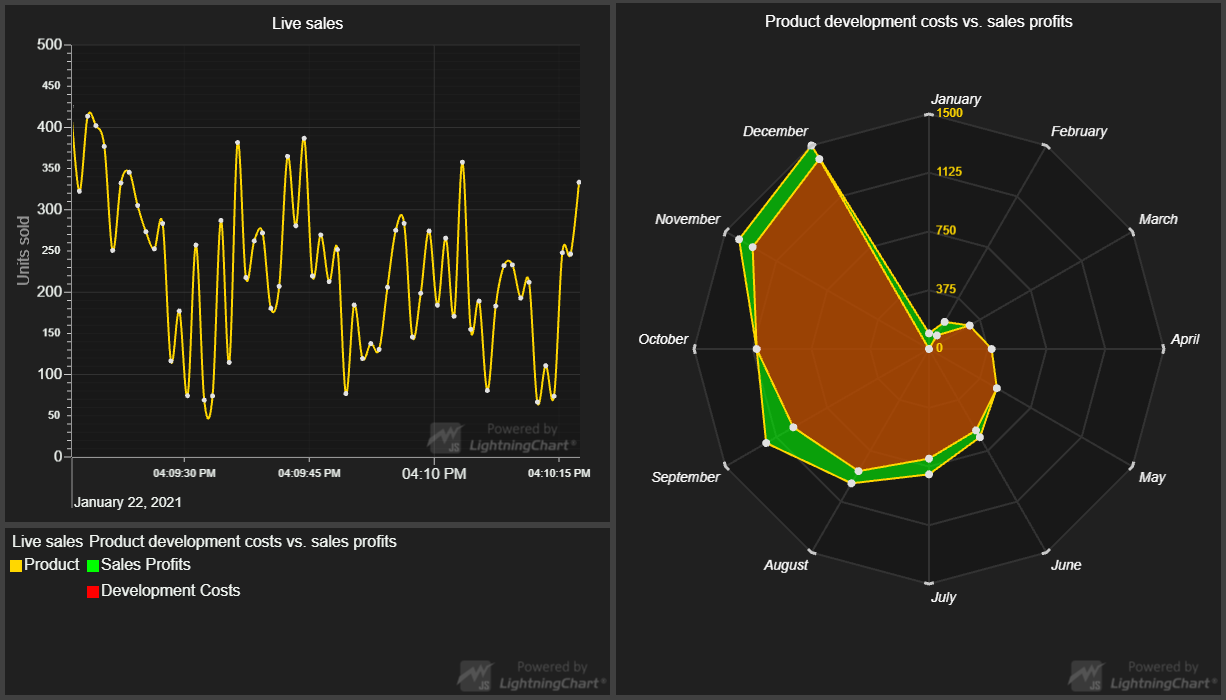 Live sales
500
450
400
350
300
250
200
150
100
50
0
Units sold
04:09:30 PM
04:09:45 PM
04:10 PM
04:10:15 PM
January 22, 2021
Powered by
JS LightningChart®
Live sales Product development costs vs. sales profits
Product Sales Profits
Development Costs
Powered by
JS LightningChart®
Product development costs vs. sales profits
January
1500
December
February
1125
November
March
750
375
October
0
April
September
May
August
June
July
Powered by
JS LightningChart®